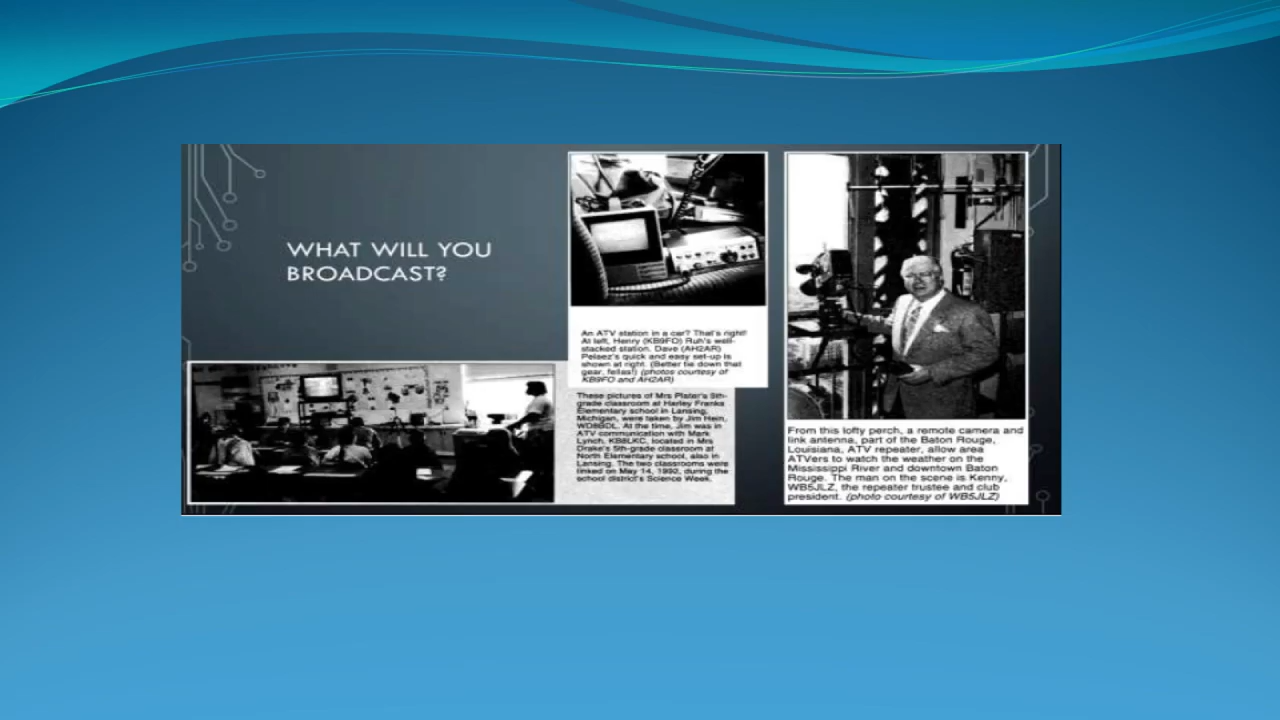 WHAT WILL YOU
BROADCAST?
An ATV station in a car? That's right!
At left, Henry (KB9FO) Ruh's well-
stacked station. Dave (AH2AR)
Pelaez's quick and easy set-up is
shown at right. (Better tie down that
gear, fellas!) (photos courtesy of
KB9FO and AH2AR)
These pictures of Mrs Plater's 5th-
grade classroom at Harley Franks
Elementary school in Lansing,
Michigan, were taken by Jim Hein,
At the time, Jim was in
ATV communication with Mark
Lynch, KB8LKC, located in Mrs
Drake's 5th-grade classroom at
North Elementary school, also in
Lansing. The two classrooms were
linked on May 14, 1992, during the
school district's Science Week.
From this lofty perch, a remote camera and
link antenna, part of the Baton Rouge,
Louisiana, ATV repeater, allow area
ATVers to watch the weather on the
Mississippi River and downtown Baton
Rouge. The man on the scene is Kenny,
WB5JLZ, the repeater trustee and club
president. (photo courtesy of WB5JLZ)